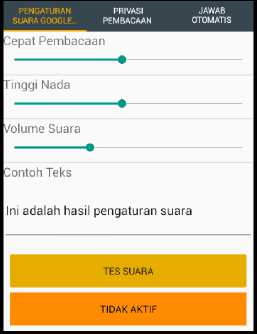 PENGATURAN
SUARA GOOGLE...
PRIVASI
PEMBACAAN
JAWAB
OTOMATIS
Cepat Pembacaan
Tinggi Nada
Volume Suara
Contoh Teks
Ini adalah hasil pengaturan suara
TES SUARA
TIDAK AKTIF